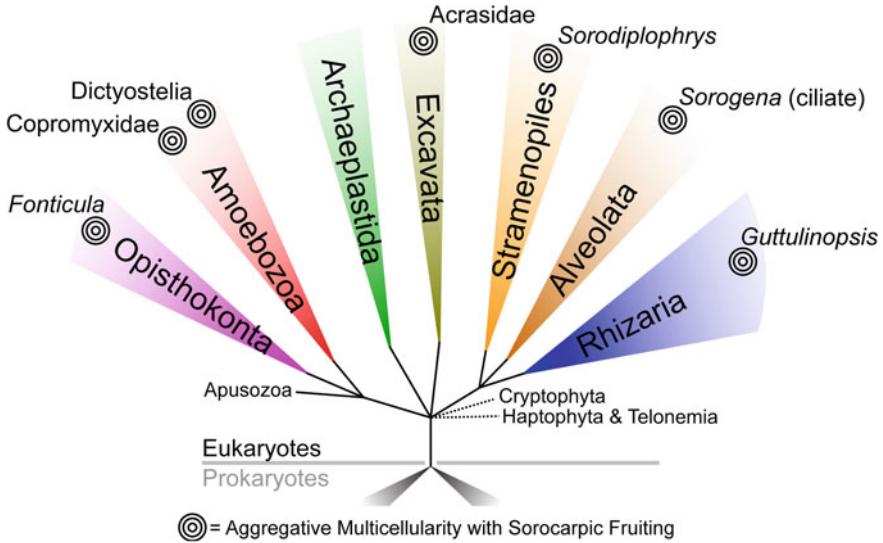 Acrasidae
Sorodiplophrys
Dictyostelia
Sorogena (ciliate)
Copromyxidae
Fonticula
Guttulinopsis
Opisthokonta
Amoebozoa
Archaeplastida
Excavata
Stramenopiles
Alveolata
Rhizaria
Apusozoa
Cryptophyta
Haptophyta & Telonemia
Eukaryotes
Prokaryotes
= Aggregative Multicellularity with Sorocarpic Fruiting